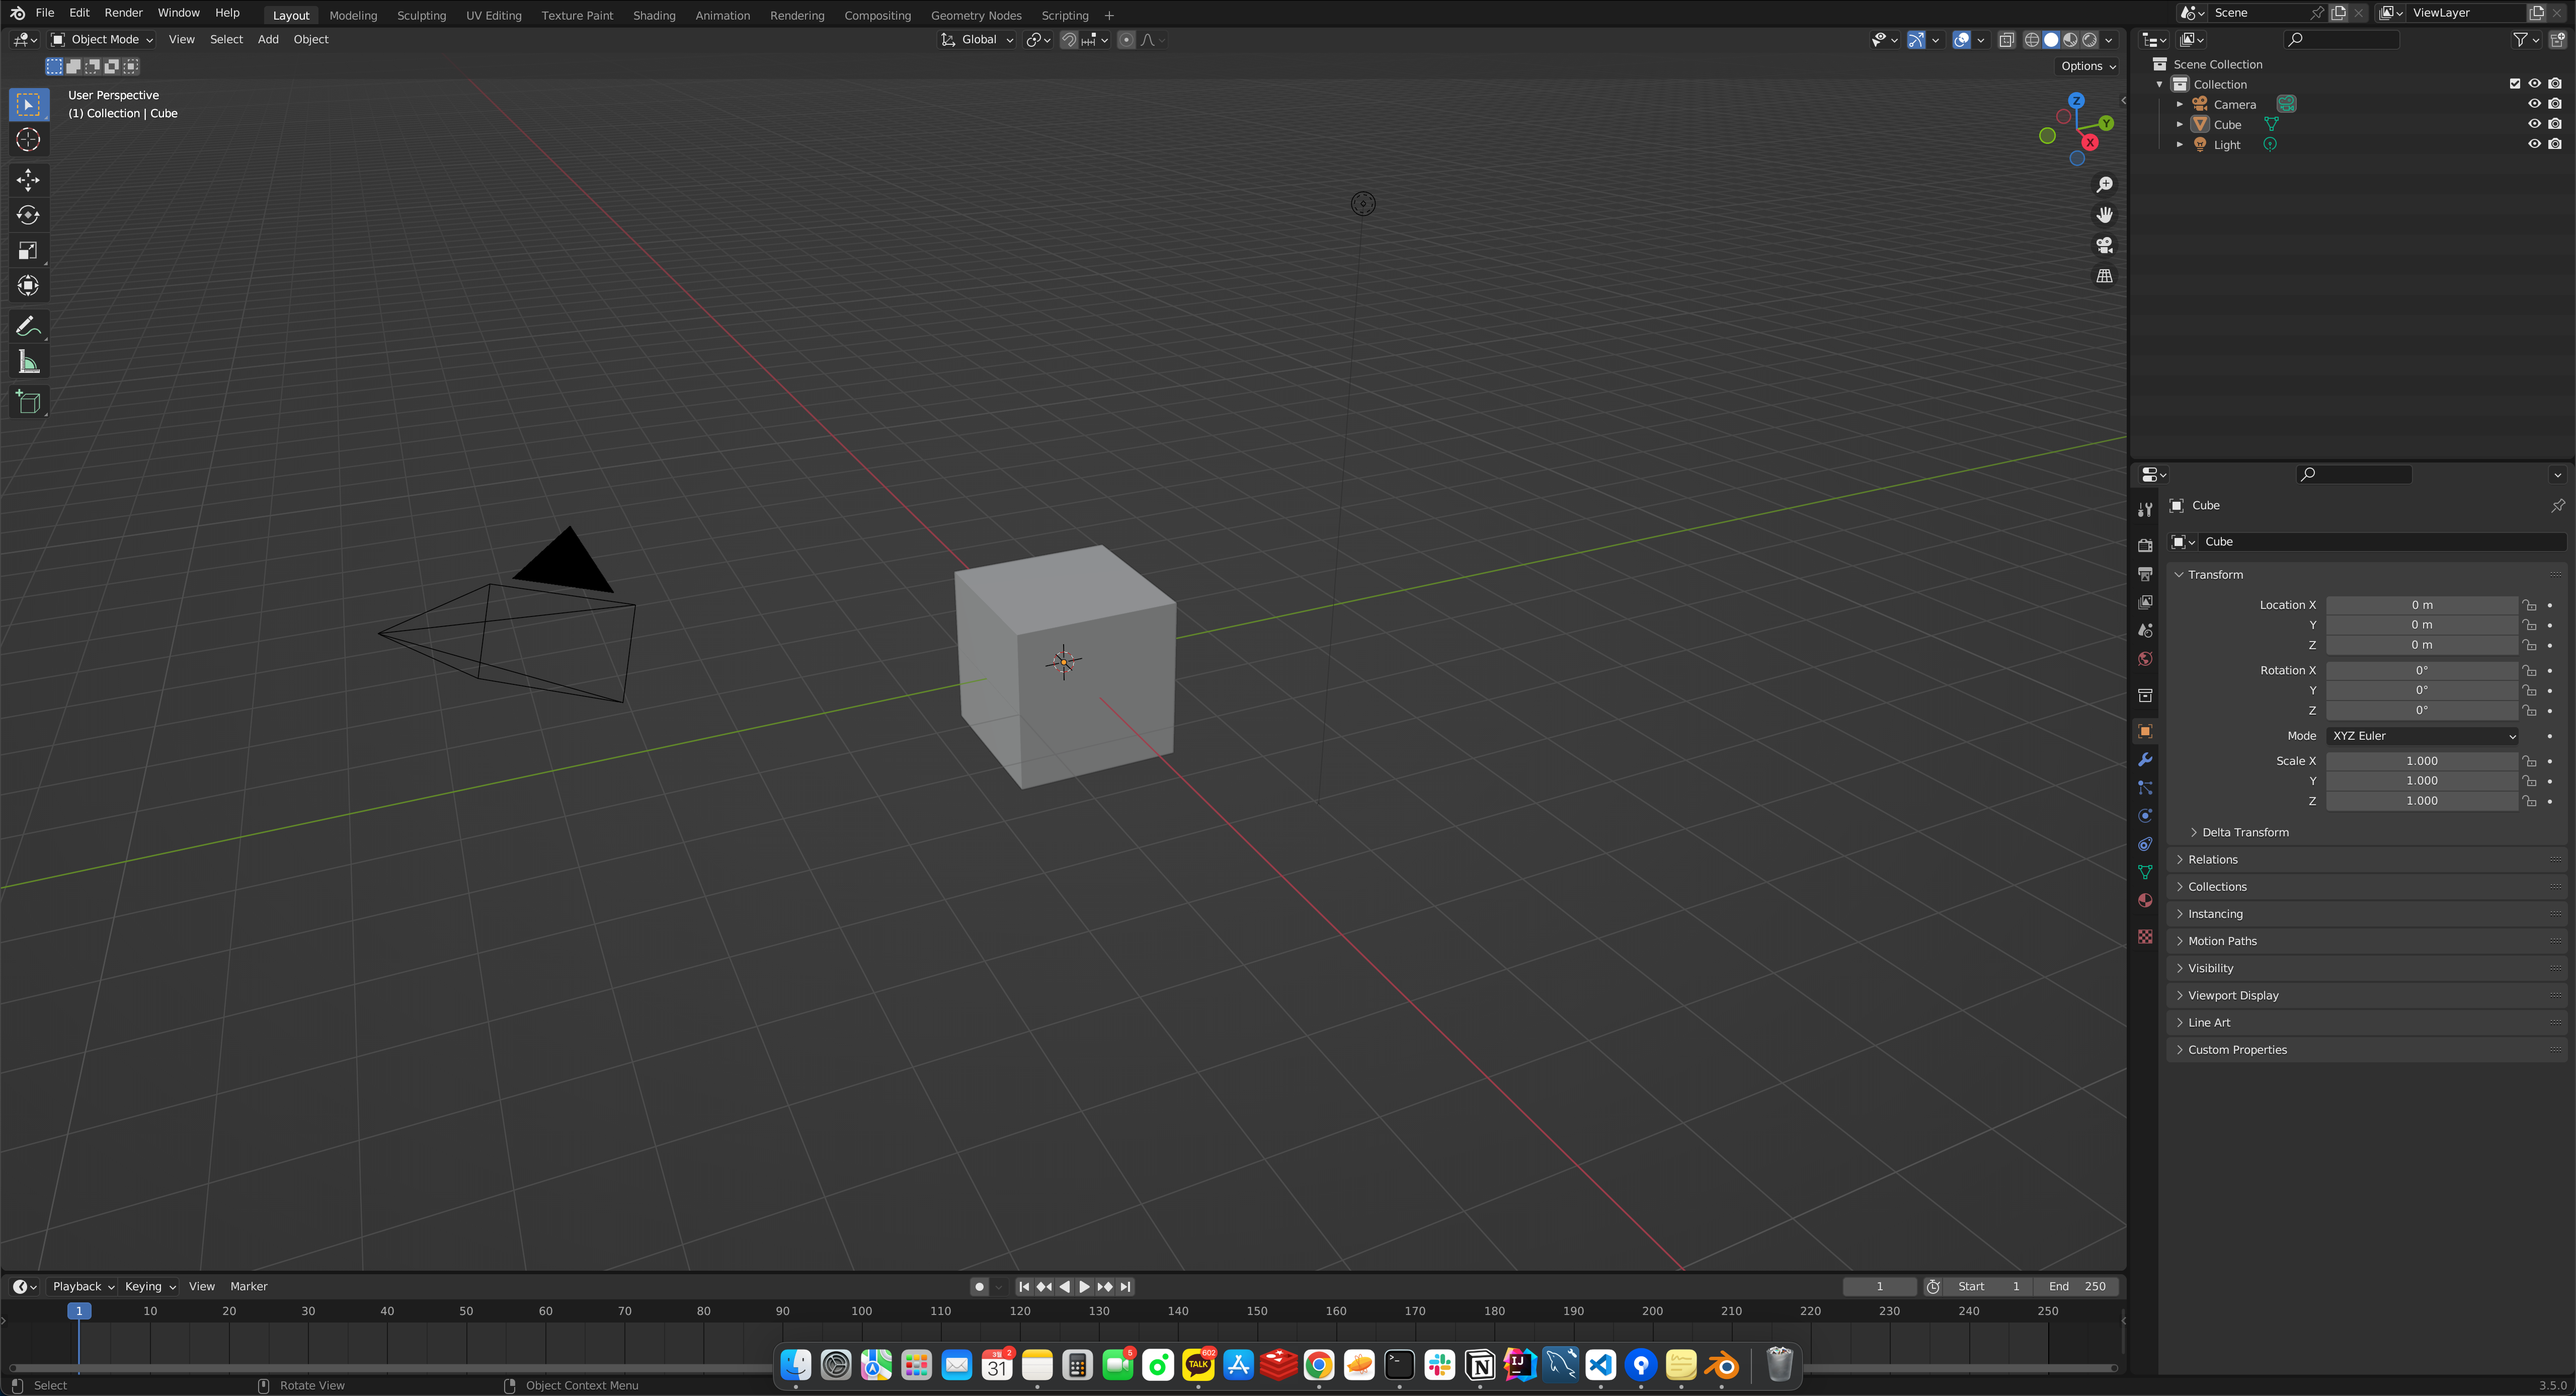 File Edit Render Window Help Layout Modeling Sculpting UV Editing Texture Paint Shading Animation Rendering Compositing Geometry Nodes Scripting + Scene ViewLayer
Object Mode View Select Add Object Global
Options
User Perspective
(1) Collection | Cube
Z
Y
X
Scene Collection
Collection
Camera
Cube
Light
Cube
Cube
Transform
Location X 0 m
Y 0 m
Z 0 m
Rotation X 0°
Y 0°
Z 0°
Mode XYZ Euler
Scale X 1.000
Y 1.000
Z 1.000
Delta Transform
Relations
Collections
Instancing
Motion Paths
Visibility
Viewport Display
Line Art
Custom Properties
Playback Keying View Marker 1 Start 1 End 250
1 10 20 30 40 50 60 70 80 90 100 110 120 130 140 150 160 170 180 190 200 210 220 230 240 250
2 5 602
31 TALK >_ N IJ
Select Rotate View Object Context Menu 3.5.0